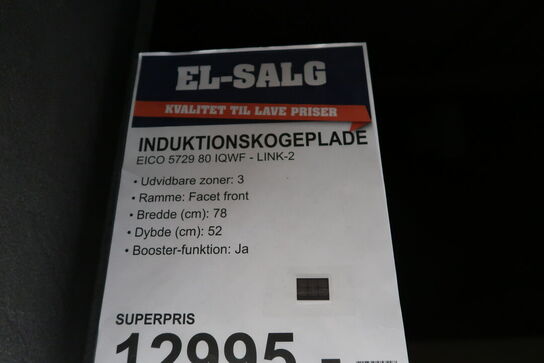 EL-SALG
KVALITET TIL LAVE PRISER
INDUKTIONSKOGEPLADE
EICO 5729 80 IQWF - LINK-2
• Udvidbare zoner: 3
• Ramme: Facet front
• Bredde (cm): 78
• Dybde (cm): 52
• Booster-funktion: Ja
SUPERPRIS
12995.-